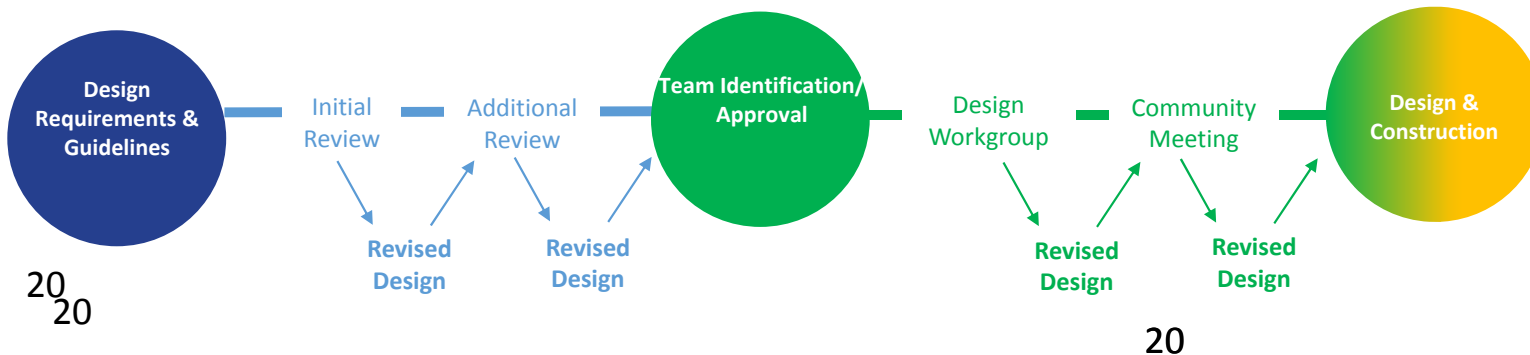 Design
Requirements &
Guidelines
Initial
Review
Additional
Review
Team Identification/
Approval
Design
Workgroup
Community
Meeting
Design &
Construction
Revised
Design
Revised
Design
Revised
Design
Revised
Design
20
20
20